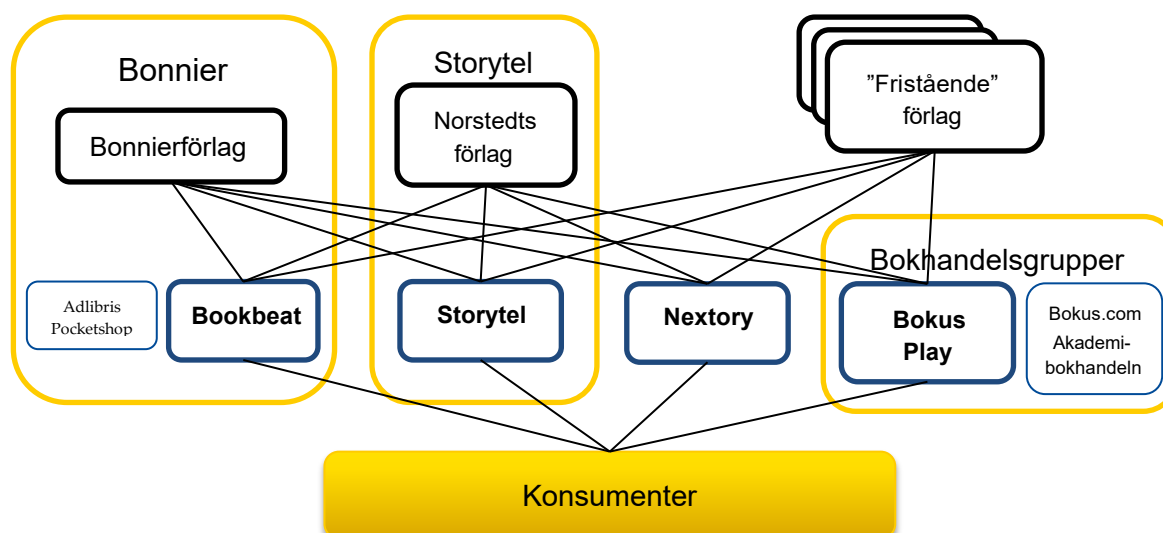 Bonnier
Storytel
”Fristående”
förlag
Bonnierförlag
Norstedts
förlag
Bokhandelsgrupper
Adlibris
Pocketshop
Bookbeat
Storytel
Nextory
Bokus
Play
Bokus.com
Akademi-
bokhandeln
Konsumenter